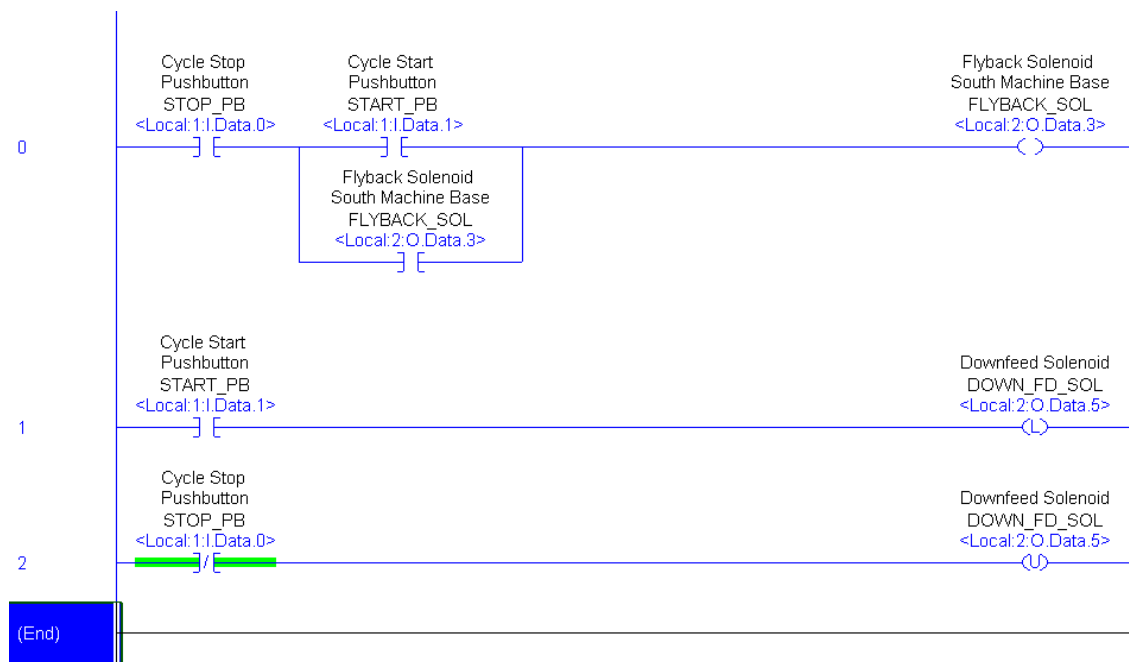 Cycle Stop
Pushbutton
STOP_PB
<Local:1:I.Data.0>
Cycle Start
Pushbutton
START_PB
<Local:1:I.Data.1>
Flyback Solenoid
South Machine Base
FLYBACK_SOL
<Local:2:O.Data.3>
0
Flyback Solenoid
South Machine Base
FLYBACK_SOL
<Local:2:O.Data.3>
Cycle Start
Pushbutton
START_PB
<Local:1:I.Data.1>
Downfeed Solenoid
DOWN_FD_SOL
<Local:2:O.Data.5>
1
L
Cycle Stop
Pushbutton
STOP_PB
<Local:1:I.Data.0>
Downfeed Solenoid
DOWN_FD_SOL
<Local:2:O.Data.5>
2
/
U
(End)